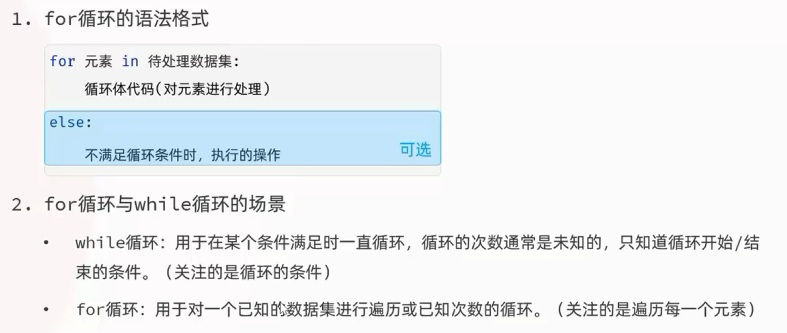 1. for循环的语法格式
for 元素 in 待处理数据集:
循环体代码(对元素进行处理)
else:
不满足循环条件时，执行的操作
可选
2. for循环与while循环的场景
• while循环：用于在某个条件满足时一直循环，循环的次数通常是未知的，只知道循环开始/结
束的条件。（关注的是循环的条件）
• for循环：用于对一个已知的数据集进行遍历或已知次数的循环。（关注的是遍历每一个元素）